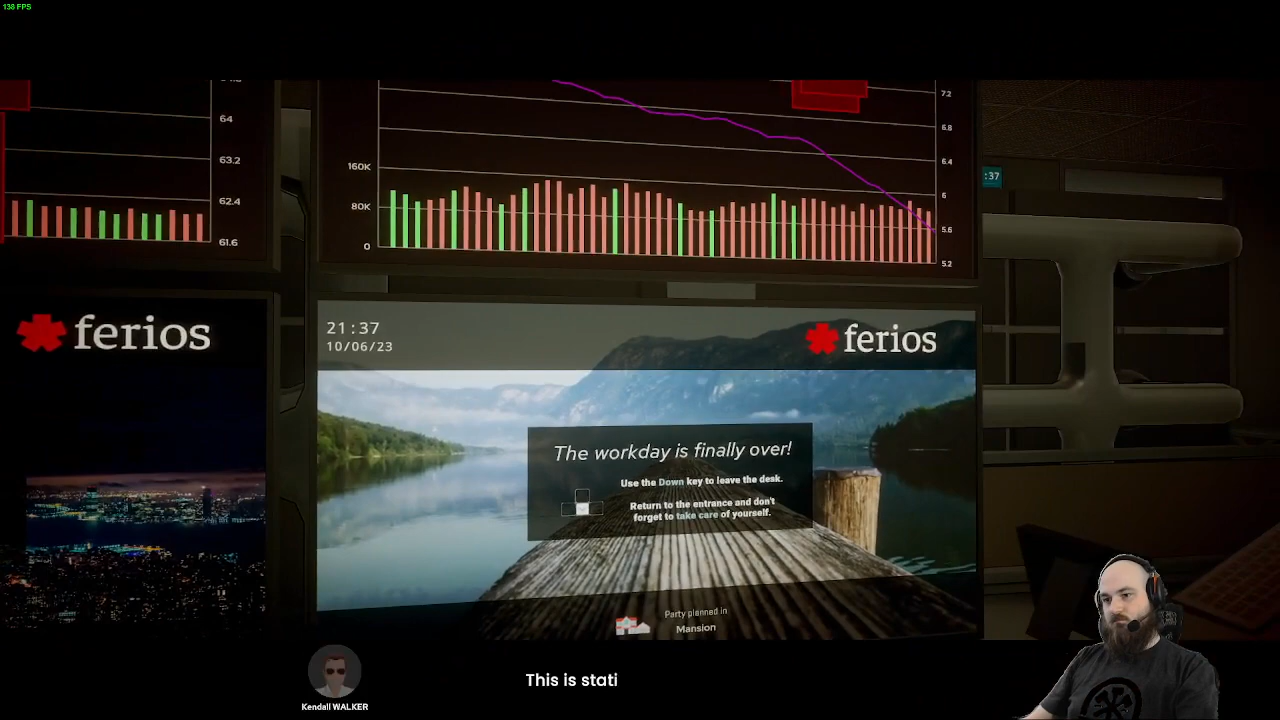 138 FPS
64
63.2
62.4
61.6
160K
80K
0
72
6.8
6.4
6
5.6
5.2
:37
ferios
21:37
10/06/23
ferios
The workday is finally over!
Use the Down key to leave the desk.
Return to the entrance and don't
forget to take care of yourself.
Party planned in
Mansion
Kendall WALKER
This is stati